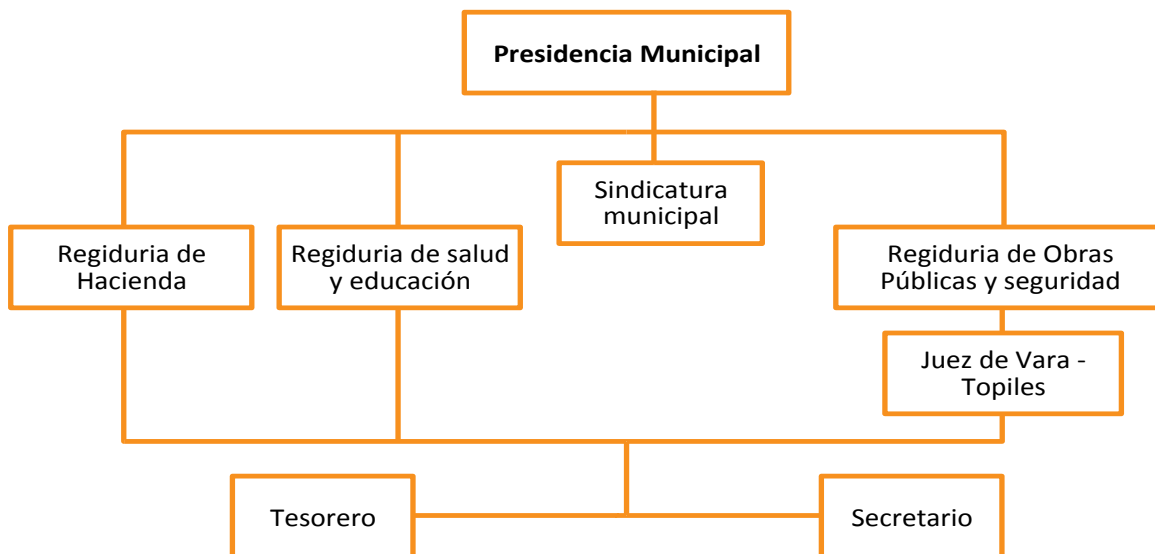 Presidencia Municipal
Sindicatura
municipal
Regiduria de
Hacienda
Regiduria de salud
y educación
Regiduria de Obras
Públicas y seguridad
Juez de Vara -
Topiles
Tesorero
Secretario